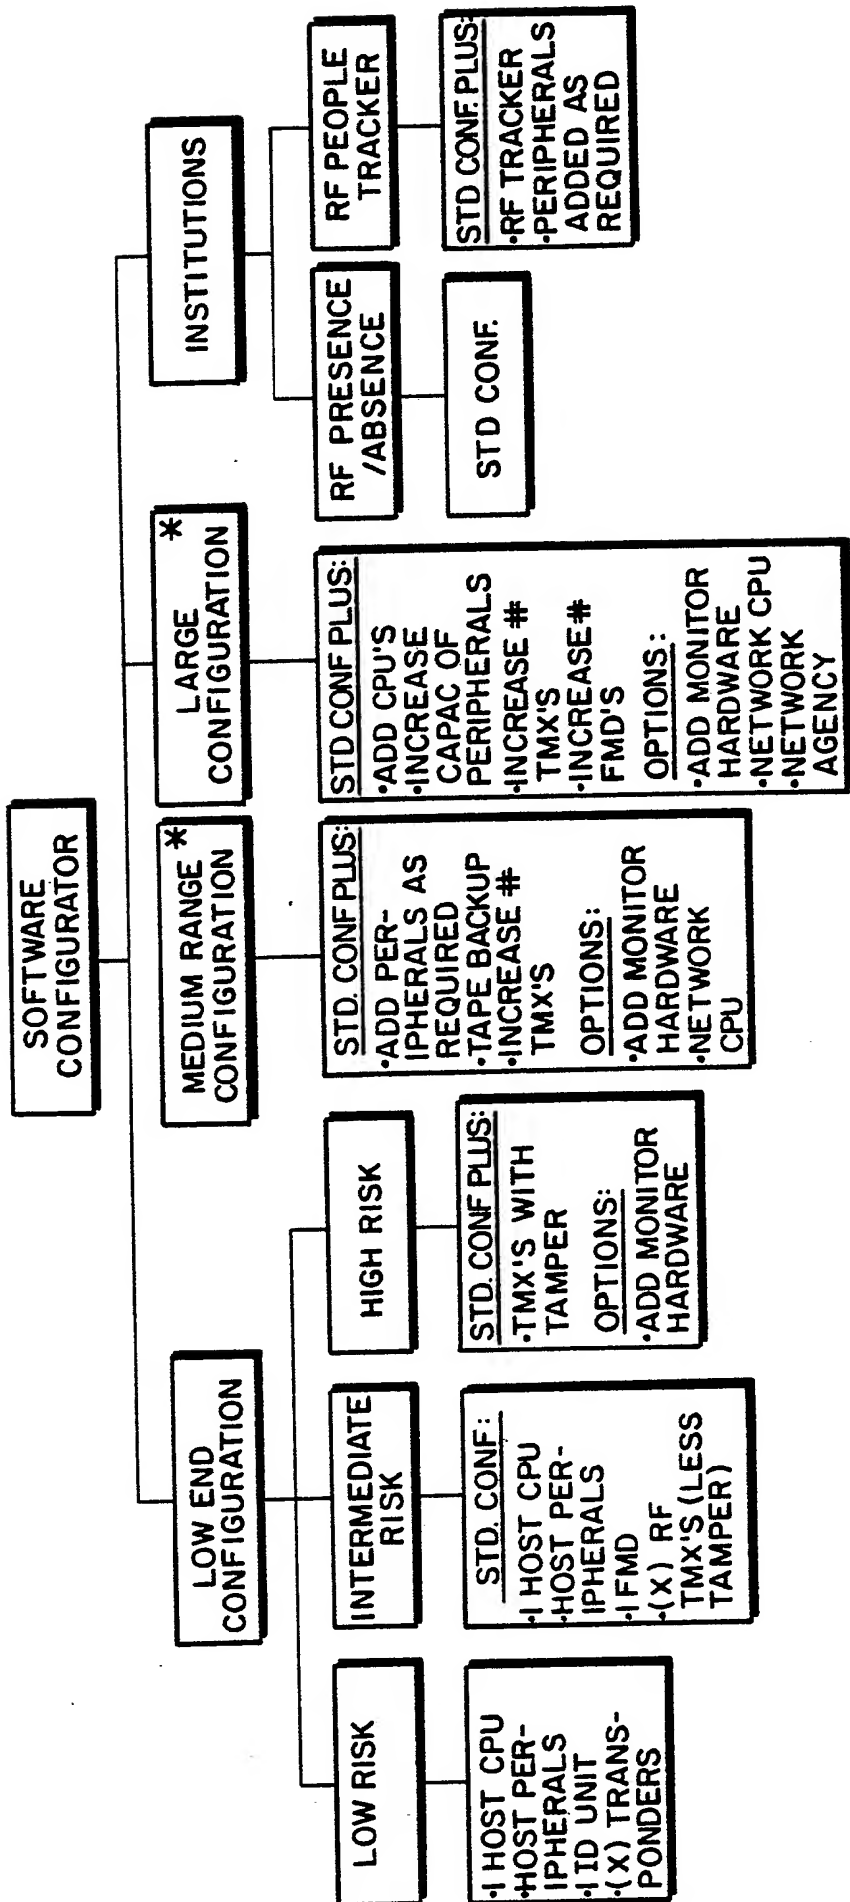 SOFTWARE
CONFIGURATOR
LOW END
CONFIGURATION
MEDIUM RANGE *
CONFIGURATION
LARGE *
CONFIGURATION
INSTITUTIONS
LOW RISK
INTERMEDIATE
RISK
HIGH RISK
RF PRESENCE
/ABSENCE
RF PEOPLE
TRACKER
•1 HOST CPU
•HOST PER-
IPHERALS
•1 ID UNIT
•(X) TRANS-
PONDERS
STD. CONF:
•1 HOST CPU
•HOST PER-
IPHERALS
•1 FMD
•(X) RF
TMX'S (LESS
TAMPER)
STD. CONF PLUS:
•TMX'S WITH
TAMPER
OPTIONS:
•ADD MONITOR
HARDWARE
STD. CONF PLUS:
•ADD PER-
IPHERALS AS
REQUIRED
•TAPE BACKUP
•INCREASE #
TMX'S
OPTIONS:
•ADD MONITOR
HARDWARE
•NETWORK
CPU
STD CONF PLUS:
•ADD CPU'S
•INCREASE
CAPAC OF
PERIPHERALS
•INCREASE #
TMX'S
•INCREASE #
FMD'S
OPTIONS:
•ADD MONITOR
HARDWARE
•NETWORK CPU
•NETWORK
AGENCY
STD CONF.
STD CONF. PLUS:
•RF TRACKER
•PERIPHERALS
ADDED AS
REQUIRED